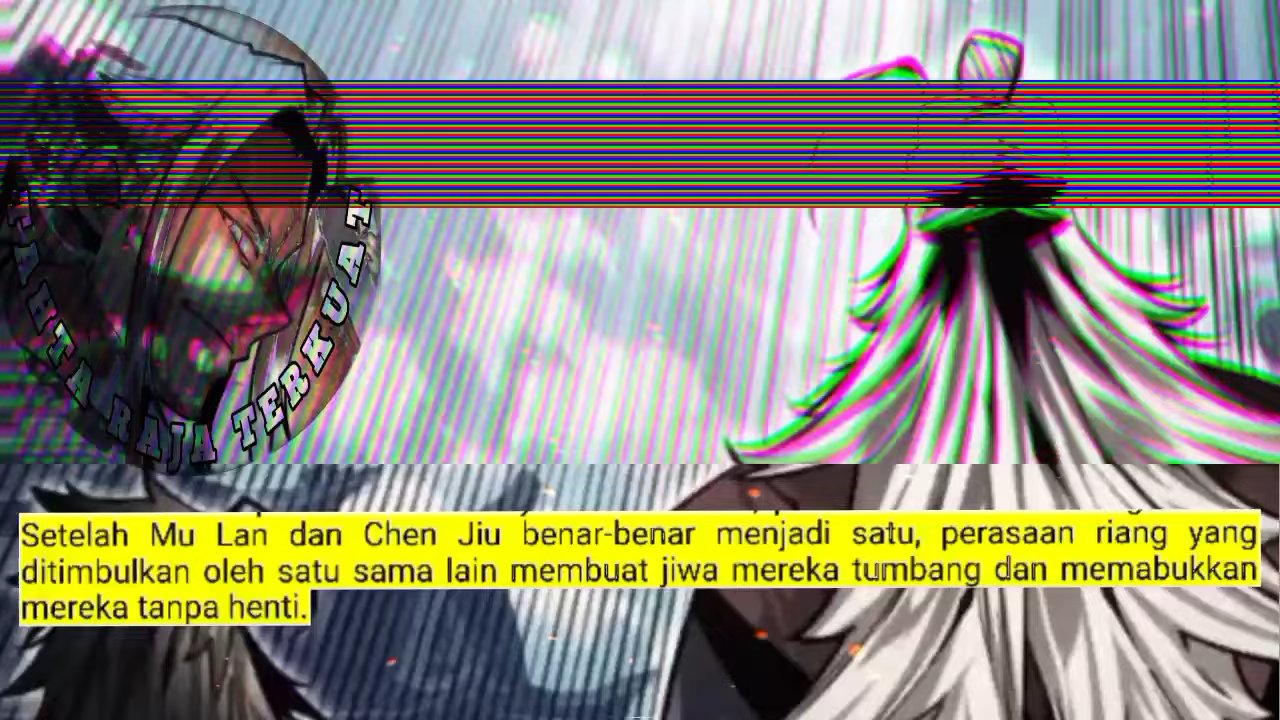 TAHTA RAJA TERKUAT
Setelah Mu Lan dan Chen Jiu benar-benar menjadi satu, perasaan riang yang
ditimbulkan oleh satu sama lain membuat jiwa mereka tumbang dan memabukkan
mereka tanpa henti.